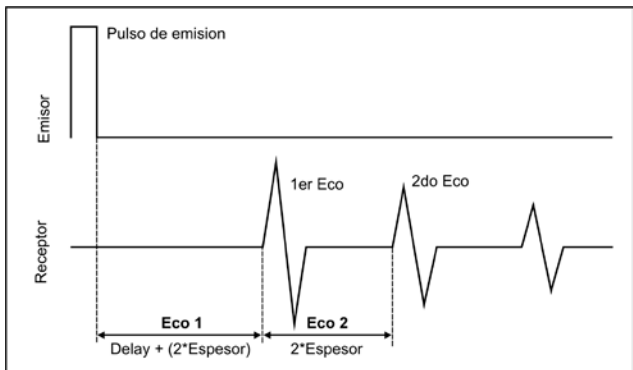 Pulso de emision
Emisor
1er Eco
2do Eco
Receptor
Eco 1
Eco 2
Delay + (2*Espesor)
2*Espesor